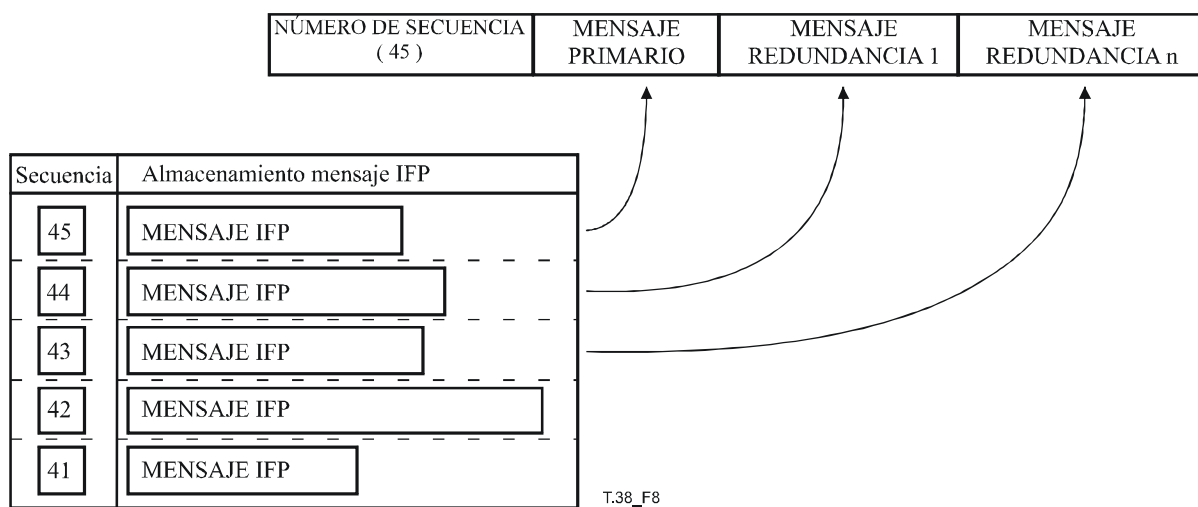 NÚMERO DE SECUENCIA
( 45 )
MENSAJE
PRIMARIO
MENSAJE
REDUNDANCIA 1
MENSAJE
REDUNDANCIA n
Secuencia
Almacenamiento mensaje IFP
45
MENSAJE IFP
44
MENSAJE IFP
43
MENSAJE IFP
42
MENSAJE IFP
41
MENSAJE IFP
T.38_F8